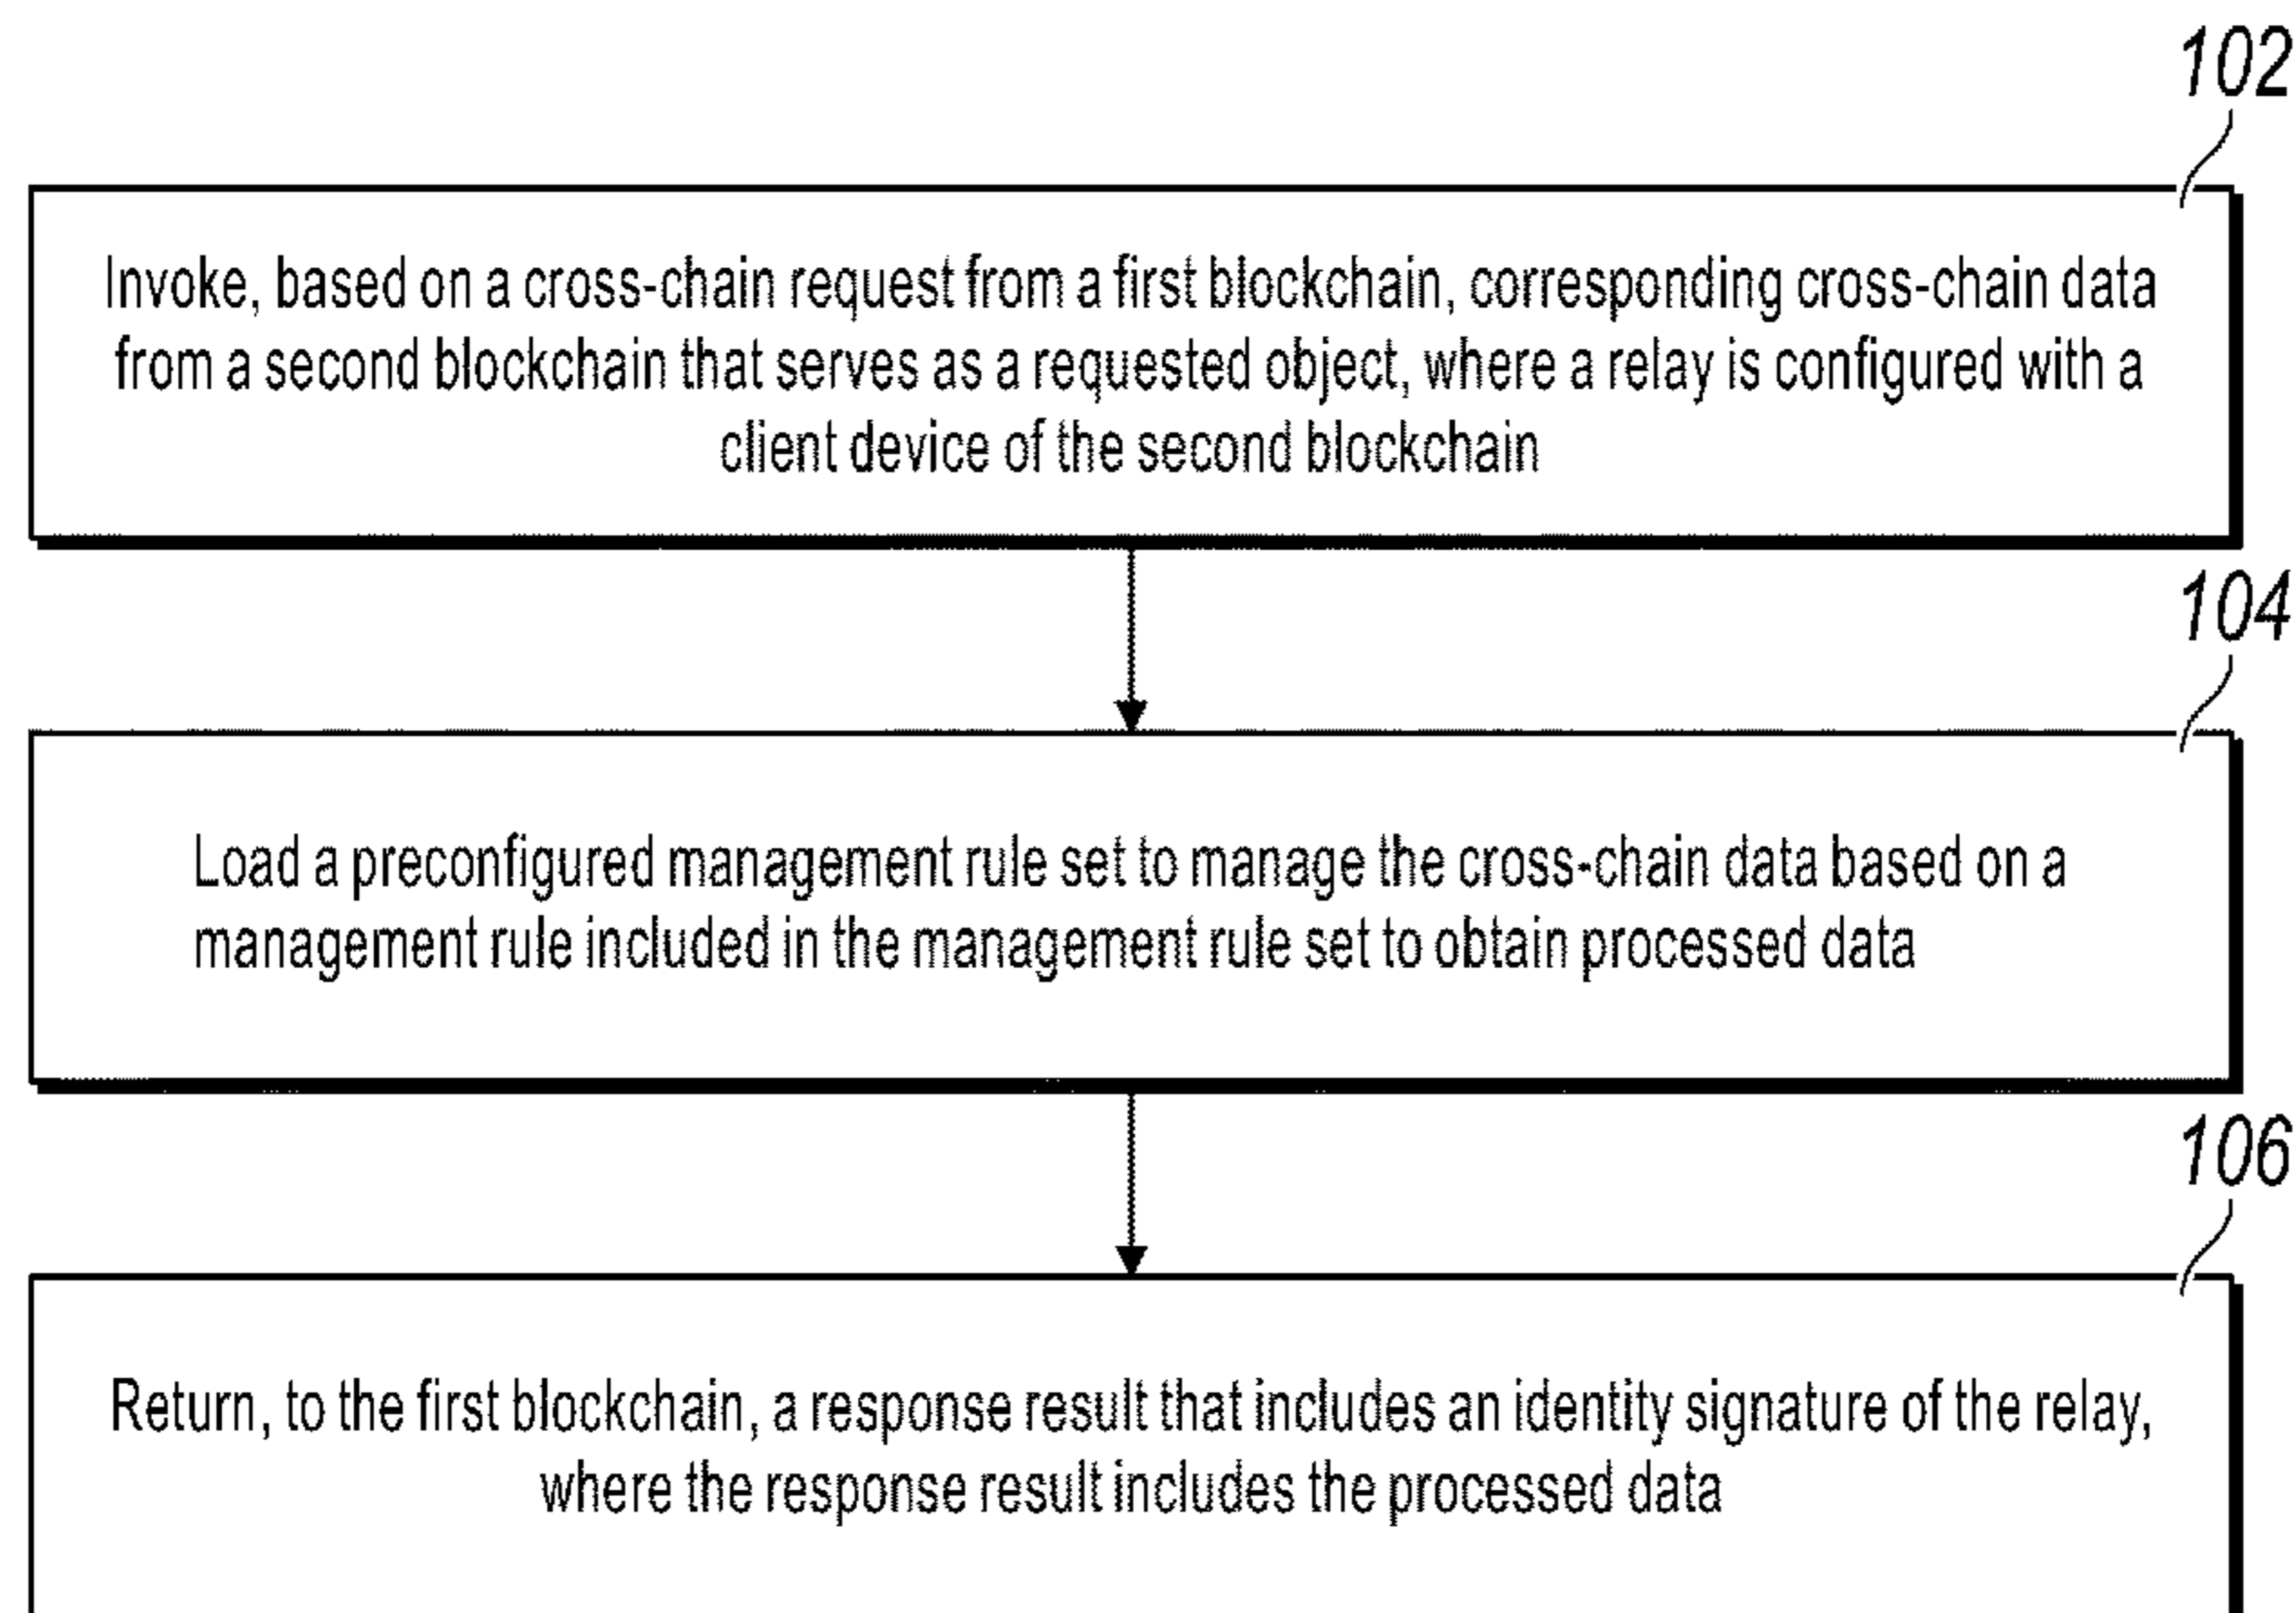 102
Invoke, based on a cross-chain request from a first blockchain, corresponding cross-chain data
from a second blockchain that serves as a requested object, where a relay is configured with a
client device of the second blockchain
104
Load a preconfigured management rule set to manage the cross-chain data based on a
management rule included in the management rule set to obtain processed data
106
Return, to the first blockchain, a response result that includes an identity signature of the relay,
where the response result includes the processed data